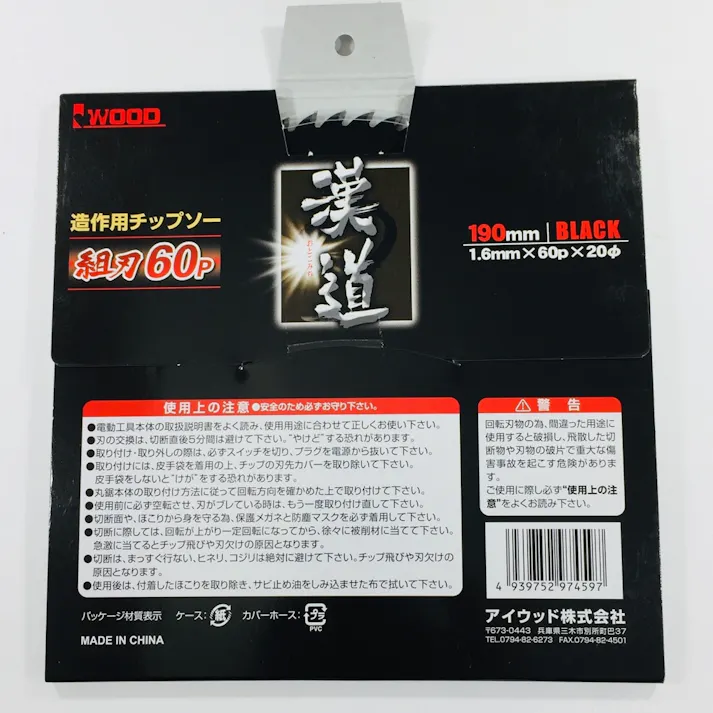 WOOD
造作用チップソー
組刃60P
漢道
おとこみち
190mm | BLACK
1.6mm×60p×20φ
使用上の注意 ●安全のため必ずお守り下さい。
●電動工具本体の取扱説明書をよく読み、使用用途に合わせて正しくお使い下さい。
●刃の交換は、切断直後5分間は避けて下さい。"やけど"する恐れがあります。
●取り付け・取り外しの際は、必ずスイッチを切り、プラグを電源から抜いて下さい。
●取り付けには、皮手袋を着用の上、チップの刃先カバーを取り除いて下さい。
皮手袋をしないと"けが"をする恐れがあります。
●丸鋸本体の取り付け方法に従って回転方向を確かめた上で取り付けて下さい。
●使用前に必ず空転させ、刃がブレている時は、もう一度取り付け直して下さい。
●切断面や、ほこりから身を守る為、保護メガネと防塵マスクを必ず着用して下さい。
●切断に際しては、回転が上がり一定回転になってから、徐々に被削材に当てて下さい。
急激に当てるとチップ飛びや刃欠けの原因となります。
●切断は、まっすぐ行ない、ヒネリ、コジリは絶対に避けて下さい。チップ飛びや刃欠けの
原因となります。
●使用後は、付着したほこりを取り除き、サビ止め油をしみ込ませた布で拭いて下さい。
⚠ 警告
回転刃物の為、間違った用途に
使用すると破損し、飛散した切
断物や刃物の破片で重大な傷
害事故を起こす危険がありま
す。
ご使用に際し必ず"使用上の注
意"をよくお読み下さい。
4 939752 974597
パッケージ材質表示 ケース: 紙 カバーホース: プラ
PVC
MADE IN CHINA
アイウッド株式会社
〒673-0443 兵庫県三木市別所町巴37
TEL.0794-82-6273 FAX.0794-82-4501